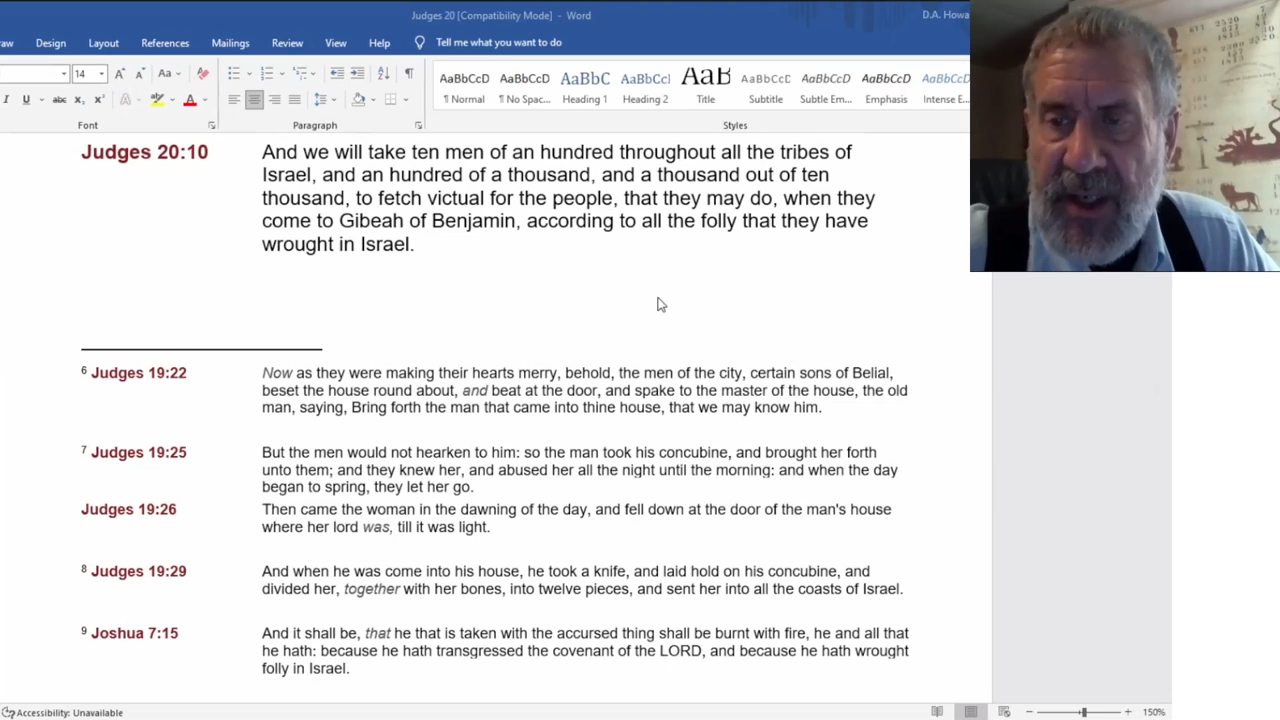 Judges 20 [Compatibility Mode] - Word
D.A. Howa
aw Design Layout References Mailings Review View Help Tell me what you want to do
14 Aa
I U abc x₂ x² A A
AaBbCcD AaBbCcD AaBbC AaBbCcl AaB AaBbCcD AaBbCcD AaBbCcD AaBbCcD
¶ Normal ¶ No Spac... Heading 1 Heading 2 Title Subtitle Subtle Em... Emphasis Intense E...
Font Paragraph Styles
Judges 20:10 And we will take ten men of an hundred throughout all the tribes of
Israel, and an hundred of a thousand, and a thousand out of ten
thousand, to fetch victual for the people, that they may do, when they
come to Gibeah of Benjamin, according to all the folly that they have
wrought in Israel.
6 Judges 19:22 Now as they were making their hearts merry, behold, the men of the city, certain sons of Belial,
beset the house round about, and beat at the door, and spake to the master of the house, the old
man, saying, Bring forth the man that came into thine house, that we may know him.
7 Judges 19:25 But the men would not hearken to him: so the man took his concubine, and brought her forth
unto them; and they knew her, and abused her all the night until the morning: and when the day
began to spring, they let her go.
Judges 19:26 Then came the woman in the dawning of the day, and fell down at the door of the man's house
where her lord was, till it was light.
8 Judges 19:29 And when he was come into his house, he took a knife, and laid hold on his concubine, and
divided her, together with her bones, into twelve pieces, and sent her into all the coasts of Israel.
9 Joshua 7:15 And it shall be, that he that is taken with the accursed thing shall be burnt with fire, he and all that
he hath: because he hath transgressed the covenant of the LORD, and because he hath wrought
folly in Israel.
Accessibility: Unavailable
150%